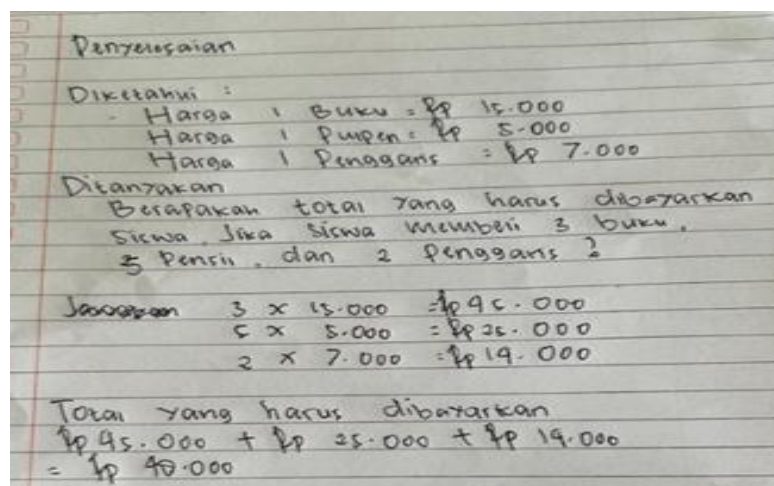 Penyelesaian
Diketahui :
- Harga 1 Buku = Rp 15.000
Harga 1 Pulpen = Rp 5.000
Harga 1 Penggaris = Rp 7.000
Ditanyakan
Berapakah total yang harus dibayarkan
siswa, Jika siswa membeli 3 buku,
5 Pensil, dan 2 Penggaris ?
Jawaban 3 x 15.000 = Rp 45.000
5 x 5.000 = Rp 25.000
2 x 7.000 = Rp 14.000
Total yang harus dibayarkan
Rp 45.000 + Rp 25.000 + Rp 14.000
= Rp 40.000